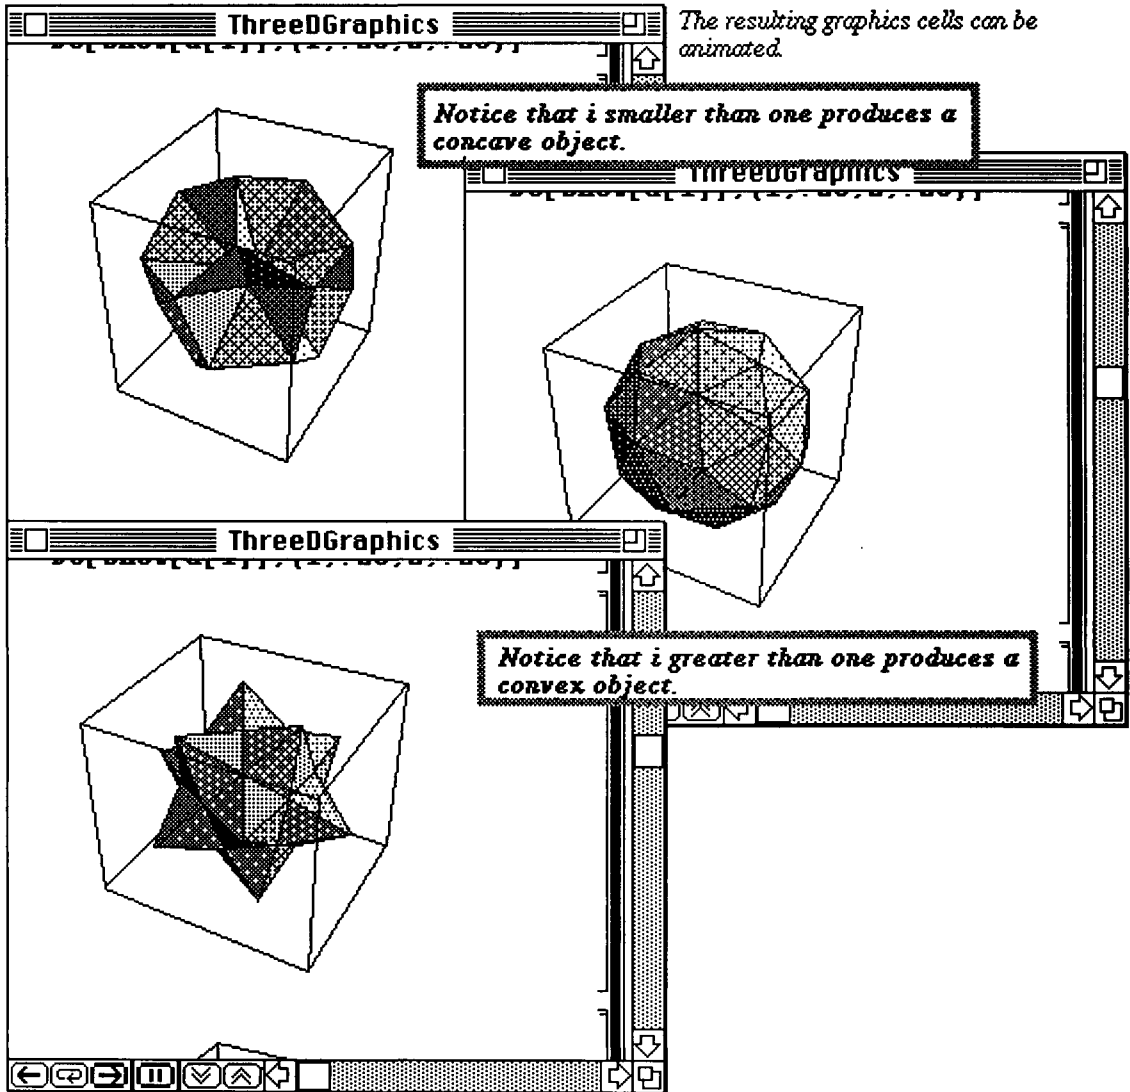 ThreeDGraphics
The resulting graphics cells can be
animated.
Notice that i smaller than one produces a
concave object.
ThreeDGraphics
ThreeDGraphics
Notice that i greater than one produces a
convex object.